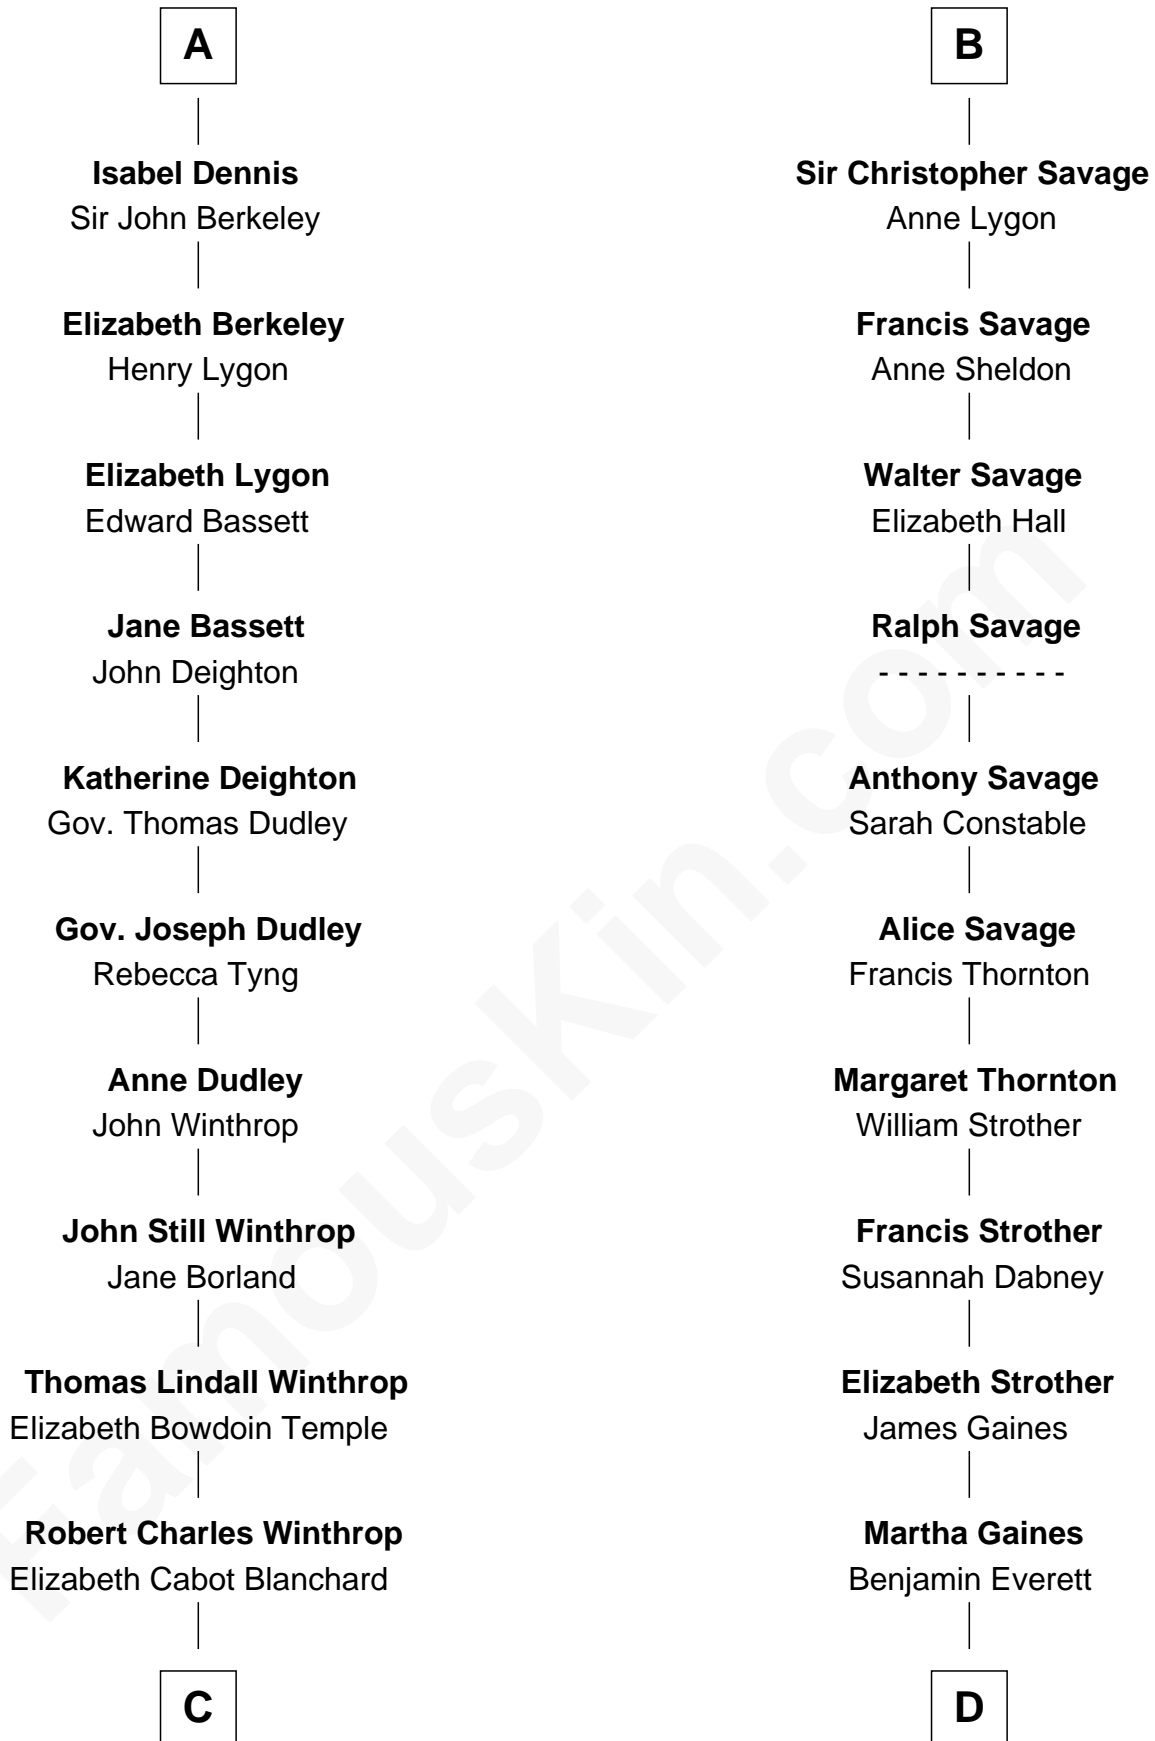 A
Isabel Dennis
Sir John Berkeley
Elizabeth Berkeley
Henry Lygon
Elizabeth Lygon
Edward Bassett
Jane Bassett
John Deighton
Katherine Deighton
Gov. Thomas Dudley
Gov. Joseph Dudley
Rebecca Tyng
Anne Dudley
John Winthrop
John Still Winthrop
Jane Borland
Thomas Lindall Winthrop
Elizabeth Bowdoin Temple
Robert Charles Winthrop
Elizabeth Cabot Blanchard
C
B
Sir Christopher Savage
Anne Lygon
Francis Savage
Anne Sheldon
Walter Savage
Elizabeth Hall
Ralph Savage
- - - - - - - - - -
Anthony Savage
Sarah Constable
Alice Savage
Francis Thornton
Margaret Thornton
William Strother
Francis Strother
Susannah Dabney
Elizabeth Strother
James Gaines
Martha Gaines
Benjamin Everett
D
FamousKin.com